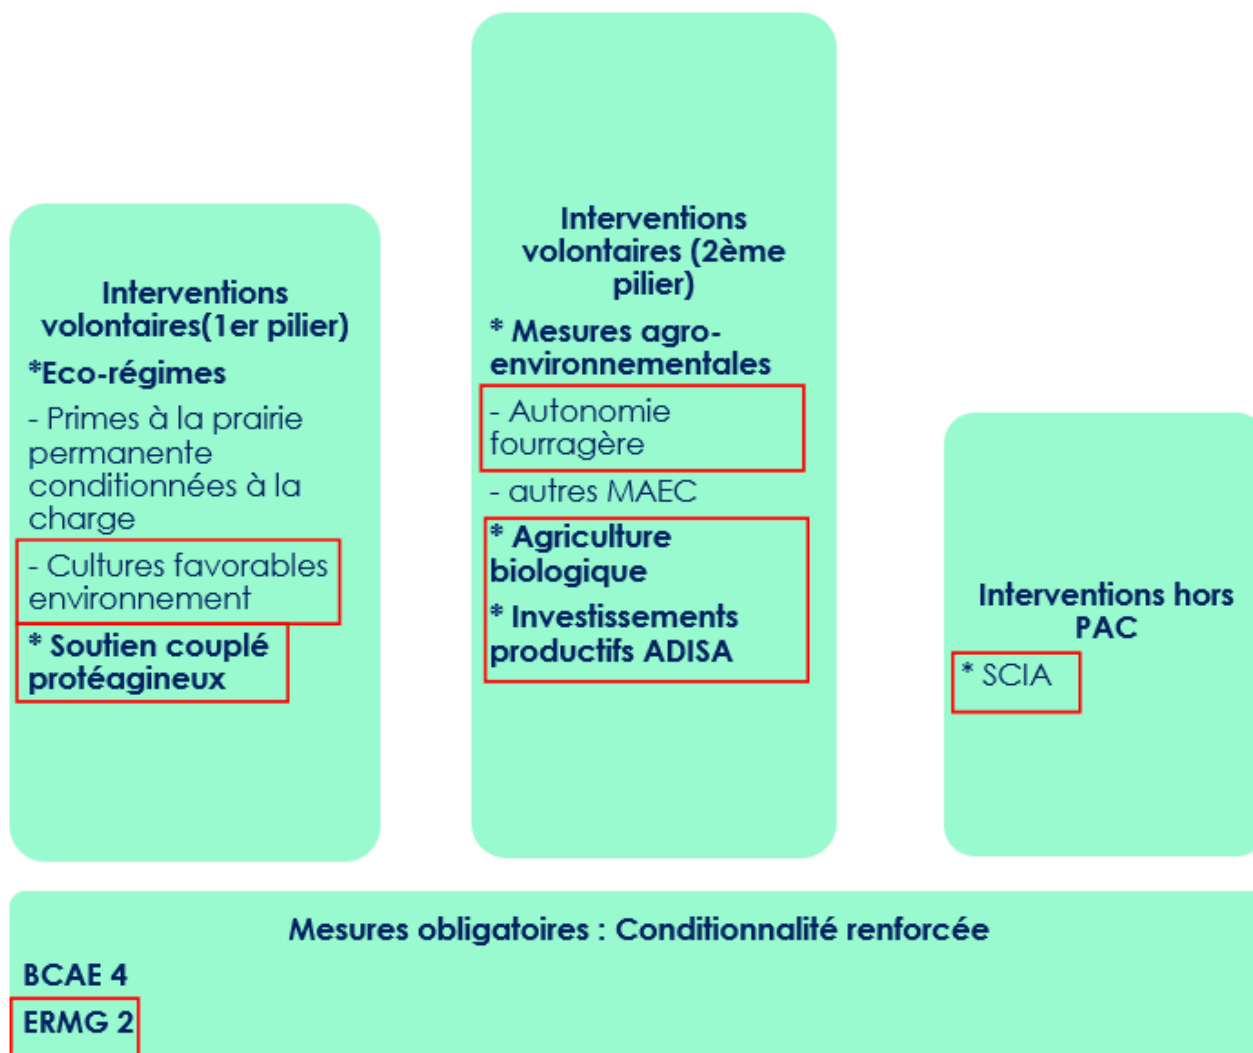 Interventions
volontaires(1er pilier)
*Eco-régimes
- Primes à la prairie
permanente
conditionnées à la
charge
- Cultures favorables
environnement
* Soutien couplé
protéagineux
Interventions
volontaires (2ème
pilier)
* Mesures agro-
environnementales
- Autonomie
fourragère
- autres MAEC
* Agriculture
biologique
* Investissements
productifs ADISA
Interventions hors
PAC
* SCIA
Mesures obligatoires : Conditionnalité renforcée
BCAE 4
ERMG 2